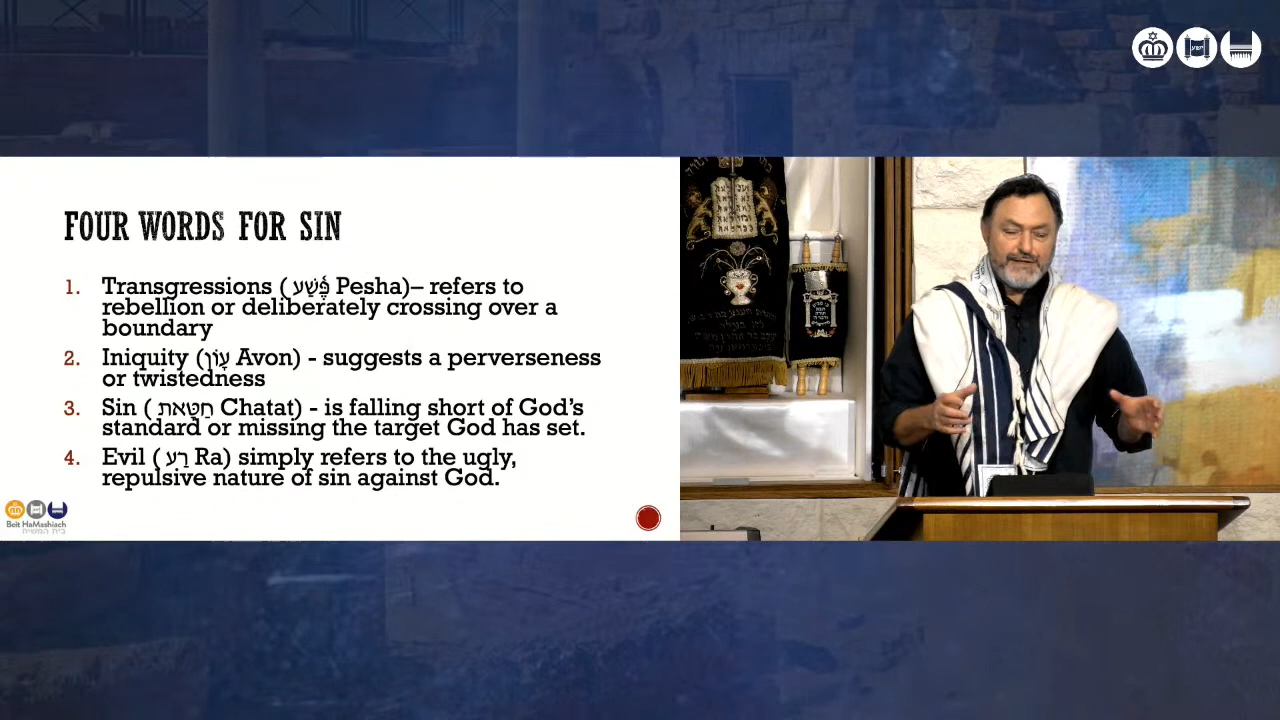 FOUR WORDS FOR SIN
1. Transgressions ( פֶּ֫שַׁע Pesha)– refers to
rebellion or deliberately crossing over a
boundary
2. Iniquity (עָוֹן Avon) - suggests a perverseness
or twistedness
3. Sin ( חַטָּאת Chatat) - is falling short of God's
standard or missing the target God has set.
4. Evil ( רַע Ra) simply refers to the ugly,
repulsive nature of sin against God.
Beit HaMashiach
בית המשיח